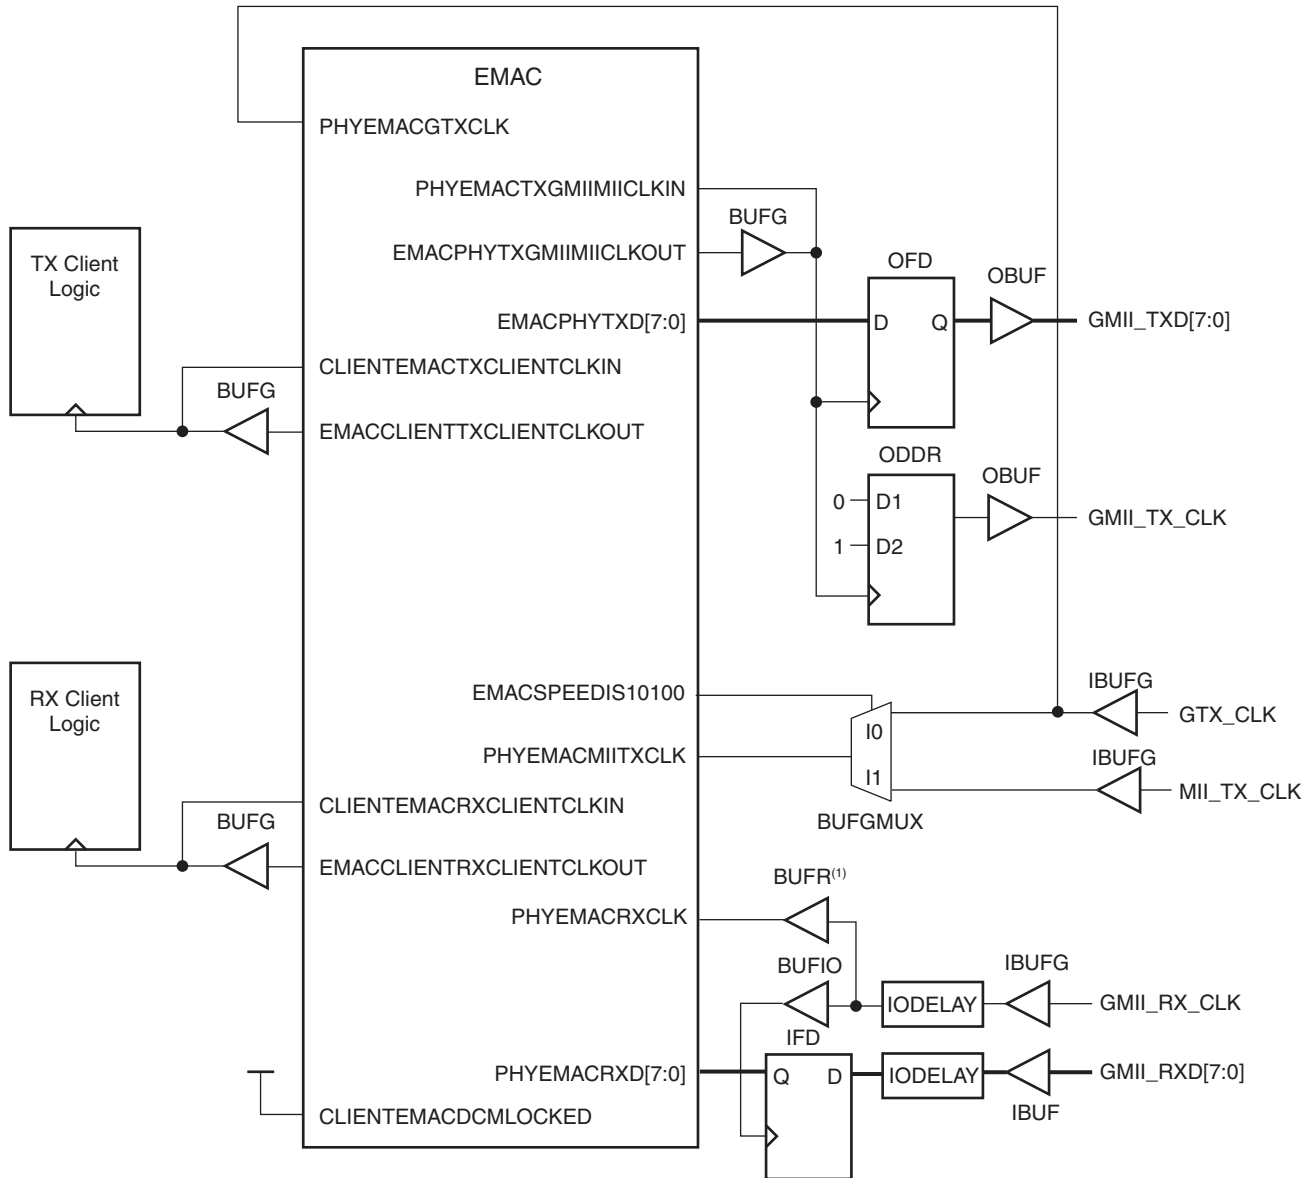 EMAC
PHYEMACGTXCLK
PHYEMACTXGMIIMIICLKIN
BUFG
EMACPHYTXGMIIMIICLKOUT
TX Client
Logic
OFD
OBUF
EMACPHYTXD[7:0]
D
Q
GMII_TXD[7:0]
CLIENTEMACTXCLIENTCLKIN
BUFG
EMACCLIENTTXCLIENTCLKOUT
ODDR
OBUF
0
D1
GMII_TX_CLK
1
D2
RX Client
Logic
EMACSPEEDIS10100
IBUFG
GTX_CLK
I0
PHYEMACMIITXCLK
IBUFG
I1
MII_TX_CLK
BUFGMUX
CLIENTEMACRXCLIENTCLKIN
BUFG
EMACCLIENTRXCLIENTCLKOUT
BUFR(1)
PHYEMACRXCLK
BUFIO
IBUFG
IODELAY
GMII_RX_CLK
IFD
PHYEMACRXD[7:0]
Q
D
IODELAY
GMII_RXD[7:0]
IBUF
CLIENTEMACDCMLOCKED